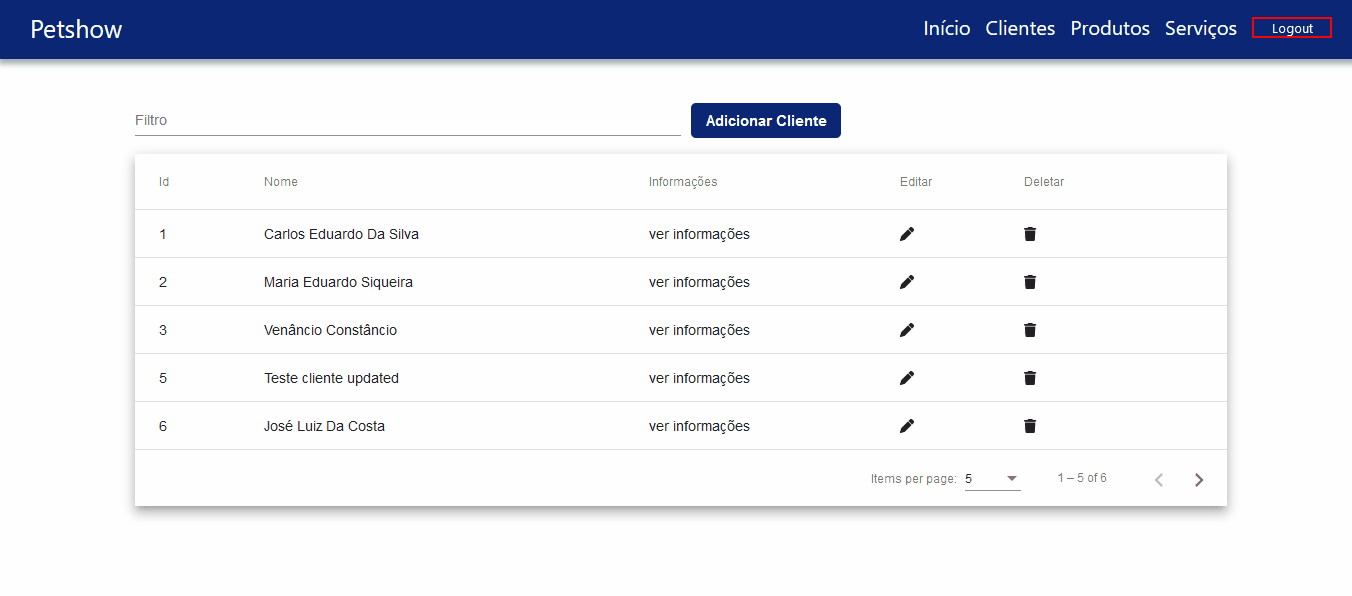 Petshow Início Clientes Produtos Serviços Logout
Filtro Adicionar Cliente
Id Nome Informações Editar Deletar
1 Carlos Eduardo Da Silva ver informações
2 Maria Eduardo Siqueira ver informações
3 Venâncio Constâncio ver informações
5 Teste cliente updated ver informações
6 José Luiz Da Costa ver informações
Items per page: 5 1 – 5 of 6